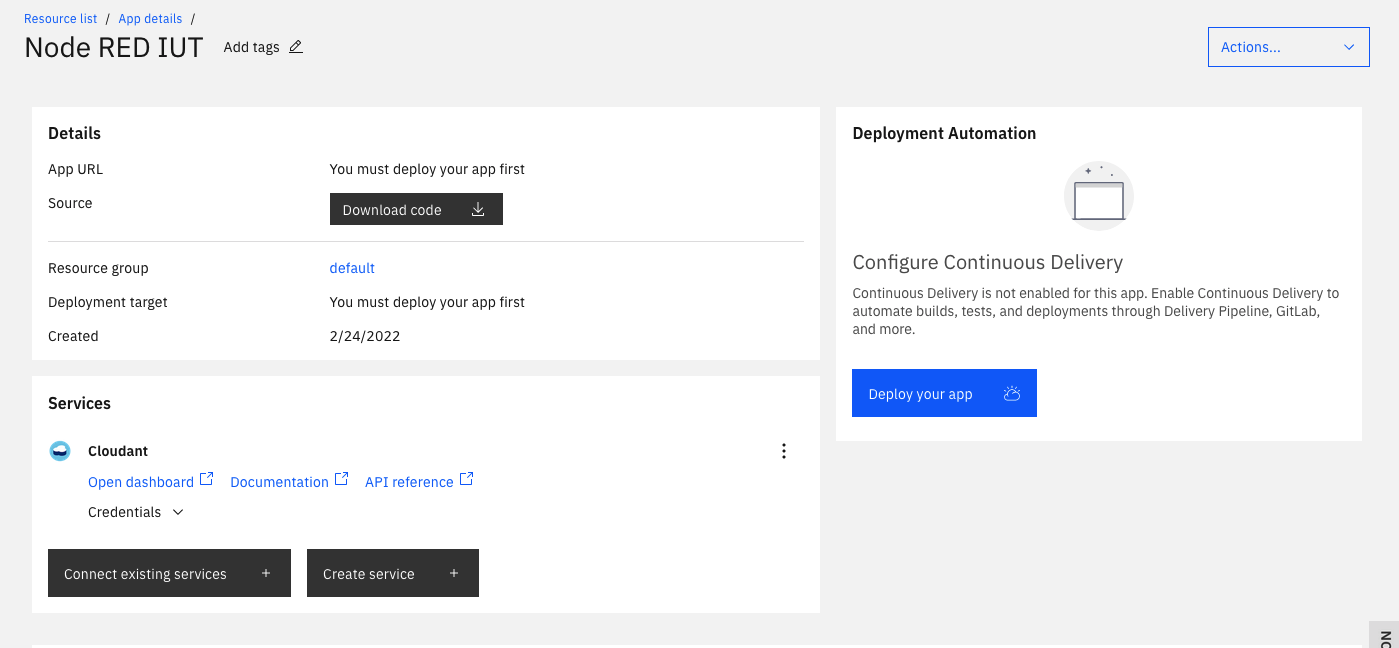 Resource list / App details /
Node RED IUT Add tags
Actions...
Details
App URL You must deploy your app first
Source Download code
Resource group default
Deployment target You must deploy your app first
Created 2/24/2022
Deployment Automation
Configure Continuous Delivery
Continuous Delivery is not enabled for this app. Enable Continuous Delivery to
automate builds, tests, and deployments through Delivery Pipeline, GitLab,
and more.
Deploy your app
Services
Cloudant
Open dashboard Documentation API reference
Credentials
Connect existing services + Create service +